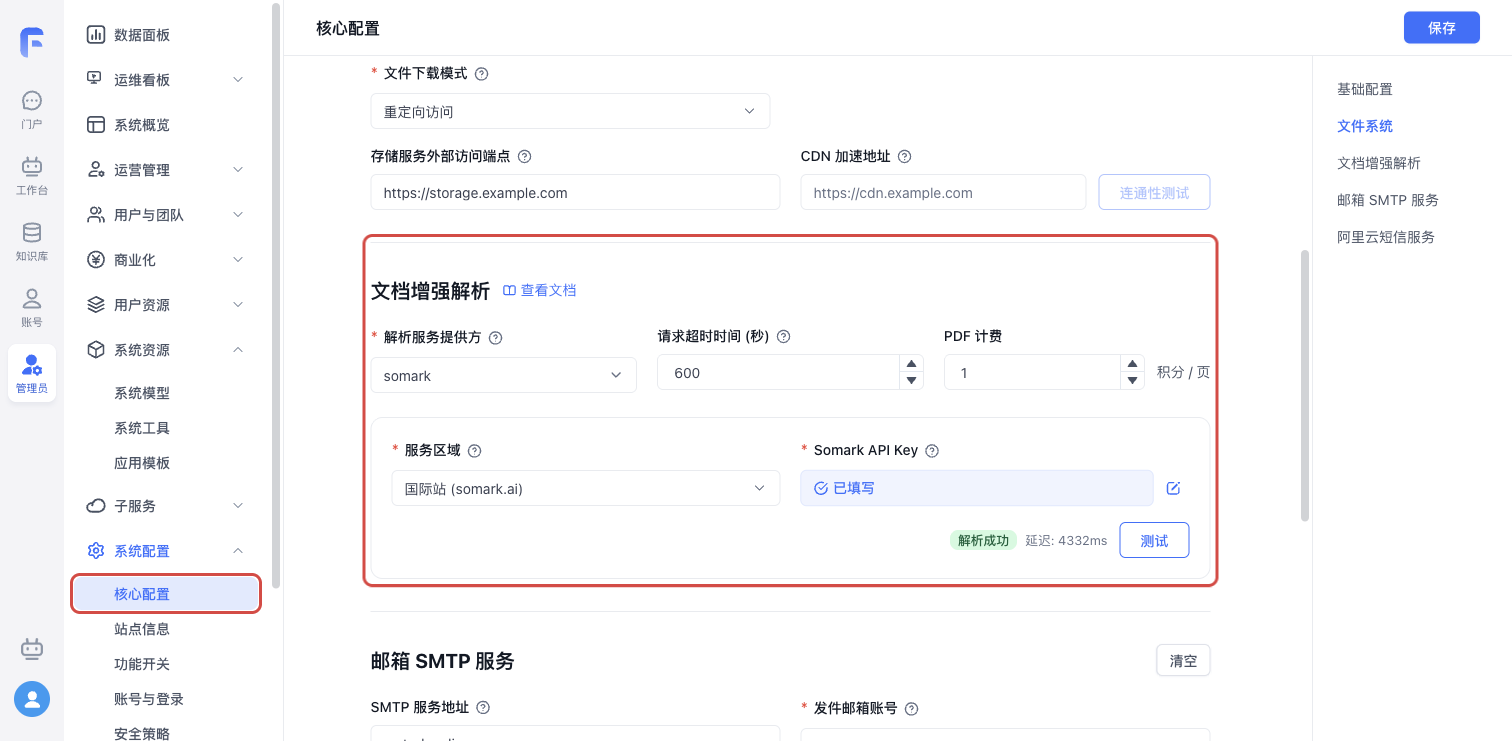 核心配置
保存
门户
工作台
知识库
账号
管理员
数据面板
运维看板
系统概览
运营管理
用户与团队
商业化
用户资源
系统资源
系统模型
系统工具
应用模板
子服务
系统配置
核心配置
站点信息
功能开关
账号与登录
安全策略
* 文件下载模式
重定向访问
存储服务外部访问端点
CDN 加速地址
https://storage.example.com
https://cdn.example.com
连通性测试
文档增强解析 查看文档
* 解析服务提供方
请求超时时间 (秒)
PDF 计费
somark
600
1
积分 / 页
* 服务区域
* Somark API Key
国际站 (somark.ai)
已填写
解析成功 延迟: 4332ms 测试
邮箱 SMTP 服务
清空
SMTP 服务地址
* 发件邮箱账号
基础配置
文件系统
文档增强解析
邮箱 SMTP 服务
阿里云短信服务